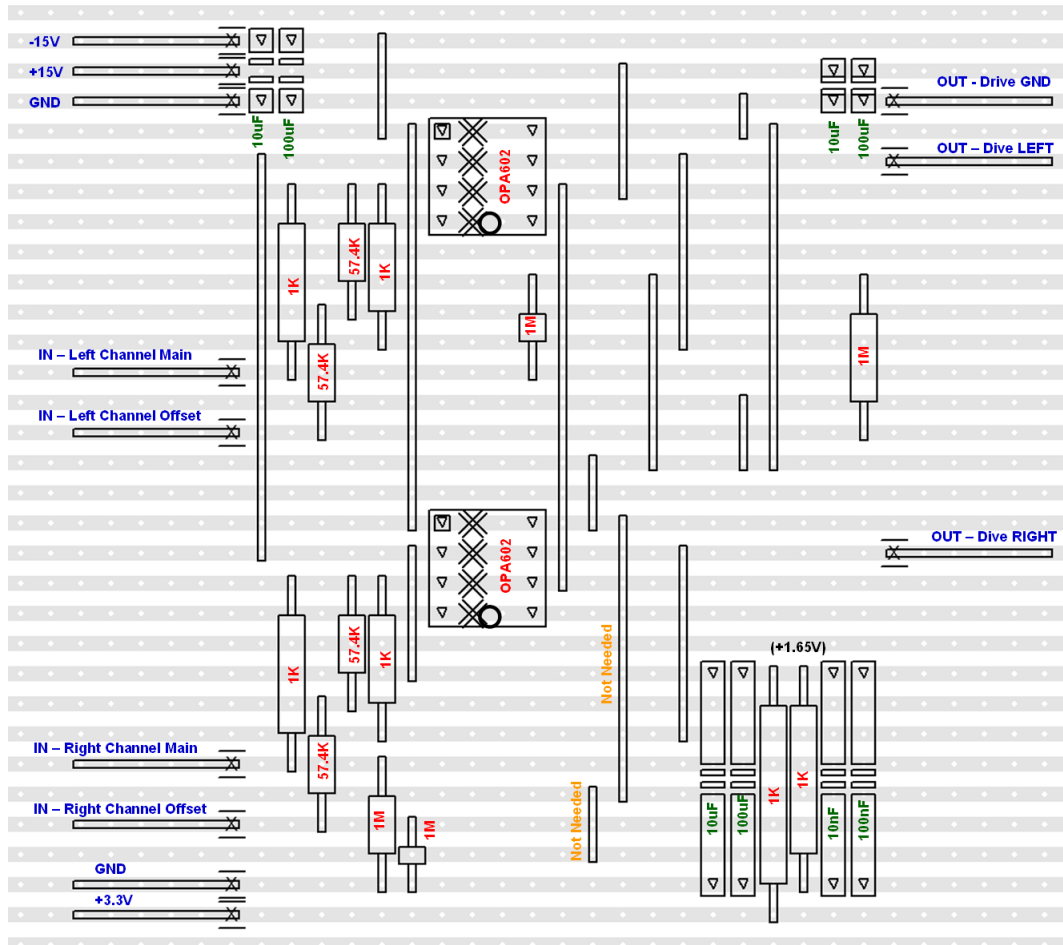 -15V
+15V
GND
10uF
100uF
OPA602
10uF
100uF
OUT - Drive GND
OUT – Dive LEFT
1K
57.4K
1K
57.4K
1M
1M
IN – Left Channel Main
IN – Left Channel Offset
OPA602
OUT – Dive RIGHT
1K
57.4K
1K
57.4K
Not Needed
(+1.65V)
IN – Right Channel Main
IN – Right Channel Offset
1M
1M
Not Needed
10uF
100uF
1K
1K
10nF
100nF
GND
+3.3V